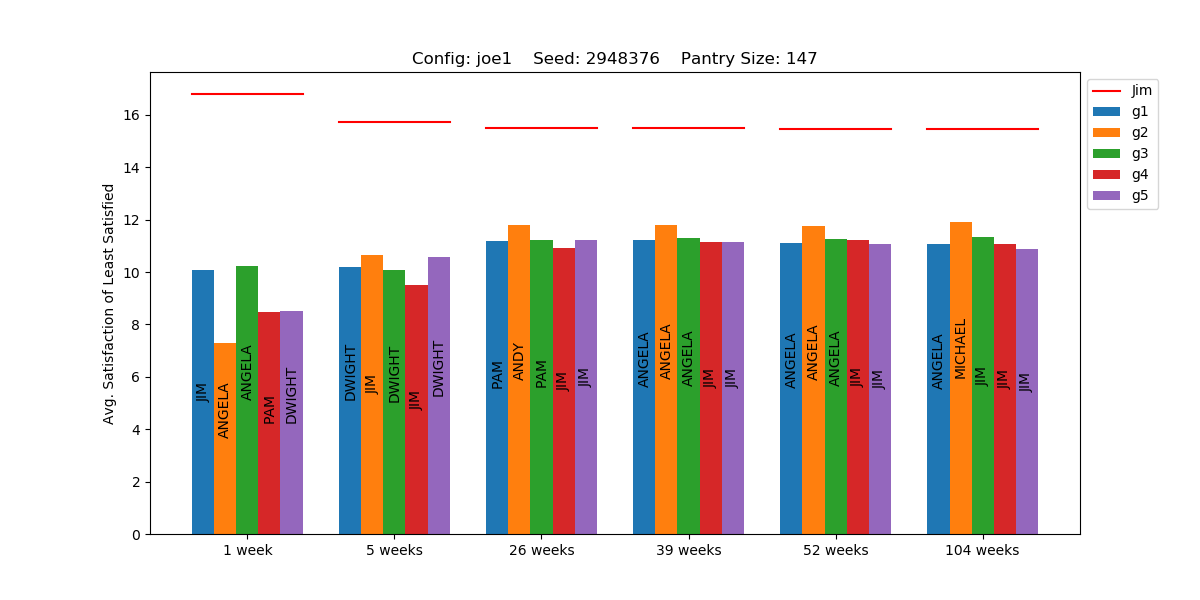 Config: joe1    Seed: 2948376    Pantry Size: 147
Avg. Satisfaction of Least Satisfied
16
14
12
10
8
6
4
2
0
JIM
ANGELA
ANGELA
PAM
DWIGHT
DWIGHT
JIM
DWIGHT
JIM
DWIGHT
PAM
ANDY
PAM
JIM
JIM
ANGELA
ANGELA
ANGELA
JIM
JIM
ANGELA
ANGELA
ANGELA
JIM
JIM
ANGELA
MICHAEL
JIM
JIM
JIM
1 week
5 weeks
26 weeks
39 weeks
52 weeks
104 weeks
Jim
g1
g2
g3
g4
g5